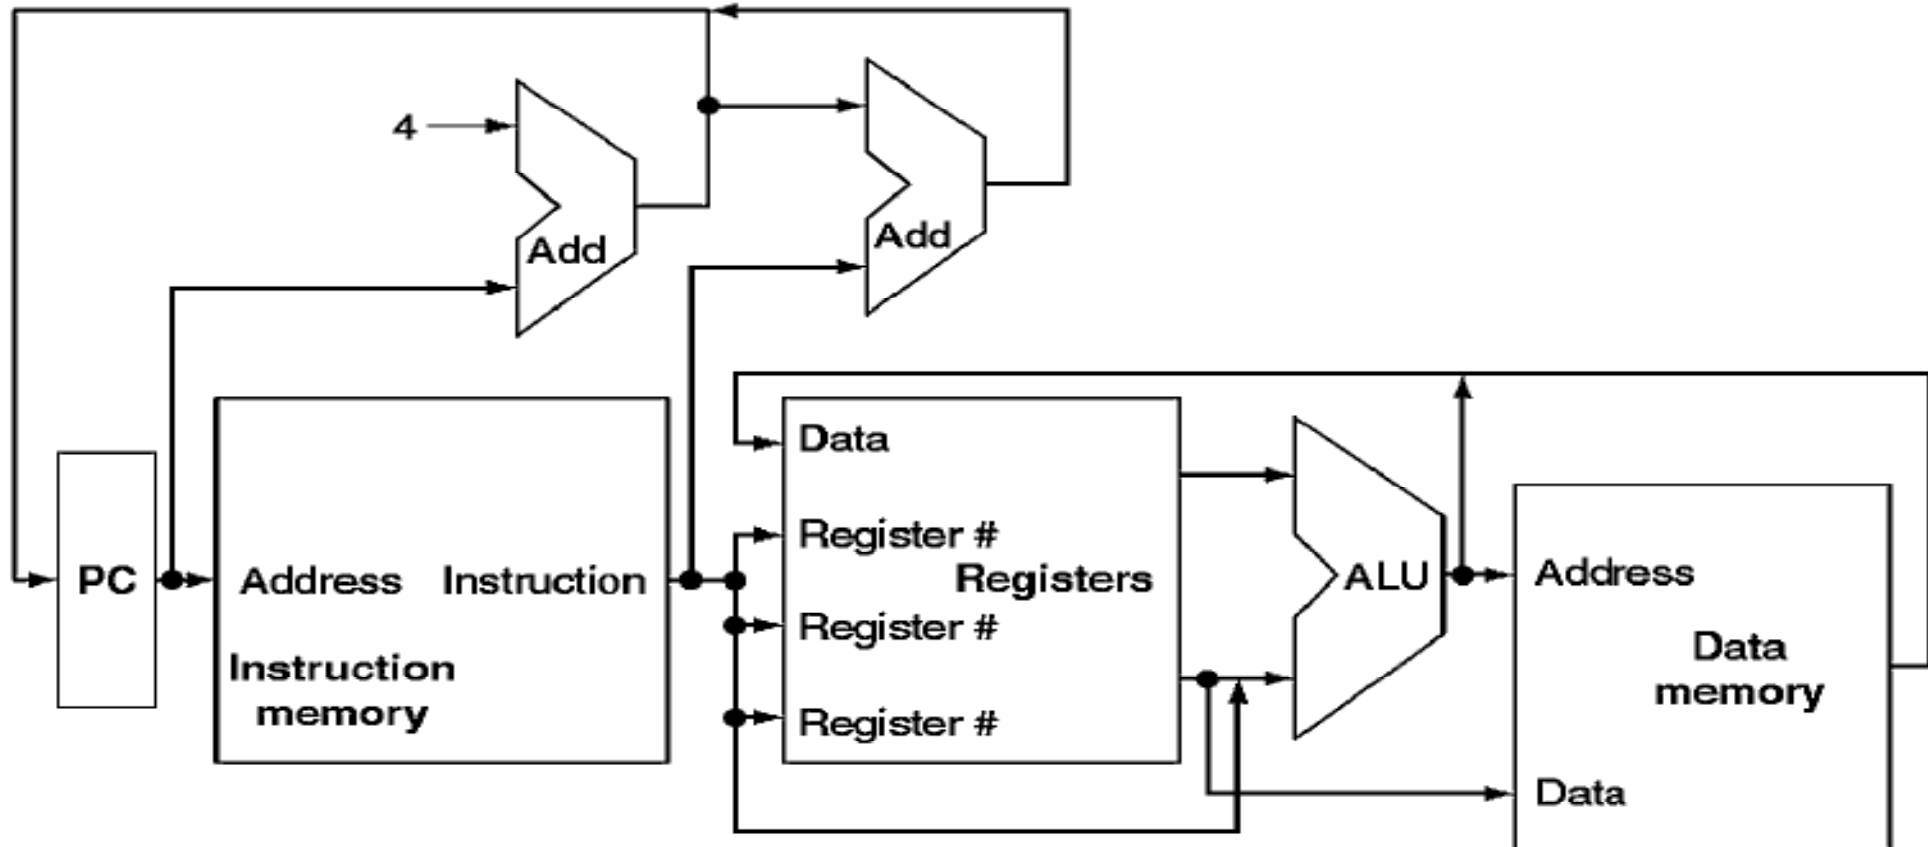 4
Add
Add
PC
Address
Instruction
Instruction
memory
Data
Register #
Register #
Register #
Registers
ALU
Address
Data
memory
Data